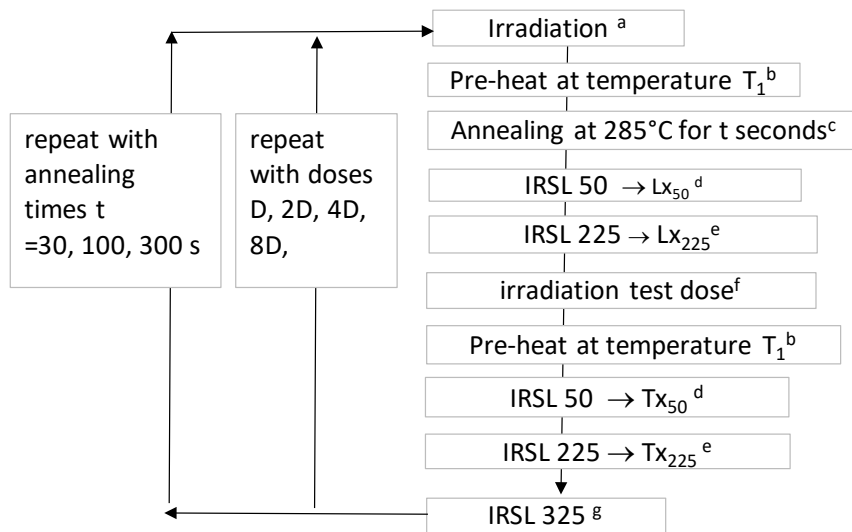 Irradiation ᵃ
Pre-heat at temperature T₁ᵇ
Annealing at 285°C for t secondsᶜ
IRSL 50 → Lx₅₀ ᵈ
IRSL 225 → Lx₂₂₅ᵉ
irradiation test doseᶠ
Pre-heat at temperature T₁ᵇ
IRSL 50 → Tx₅₀ ᵈ
IRSL 225 → Tx₂₂₅ ᵉ
IRSL 325 ᵍ
repeat with
annealing
times t
=30, 100, 300 s
repeat
with doses
D, 2D, 4D,
8D,